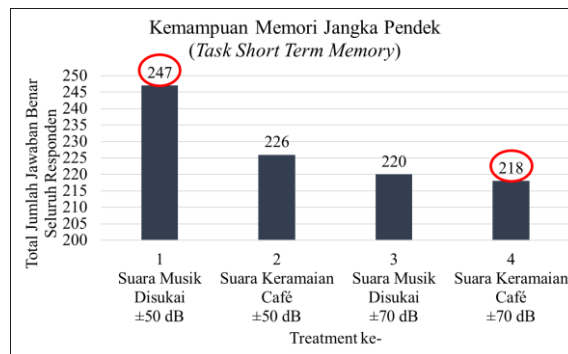 Kemampuan Memori Jangka Pendek
(Task Short Term Memory)
Total Jumlah Jawaban Benar
Seluruh Responden
250
245
240
235
230
225
220
215
210
205
200
247
226
220
218
1
Suara Musik
Disukai
±50 dB
2
Suara Keramaian
Café
±50 dB
3
Suara Musik
Disukai
±70 dB
4
Suara Keramaian
Café
±70 dB
Treatment ke-